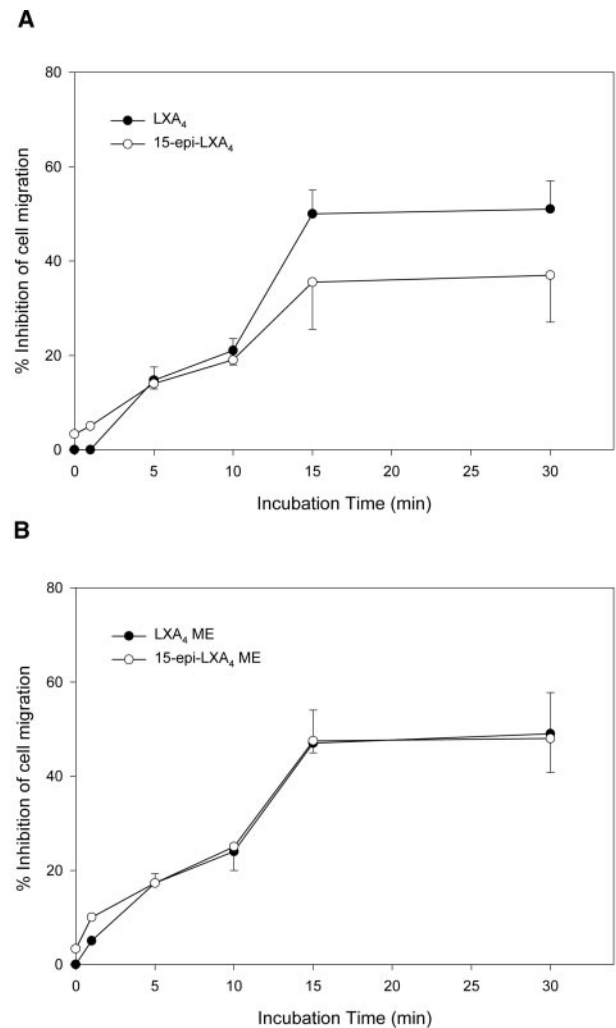 A
80
60
40
20
0
% Inhibition of cell migration
LXA₄
15-epi-LXA₄
0 5 10 15 20 25 30
Incubation Time (min)
B
80
60
40
20
0
% Inhibition of cell migration
LXA₄ ME
15-epi-LXA₄ ME
0 5 10 15 20 25 30
Incubation Time (min)